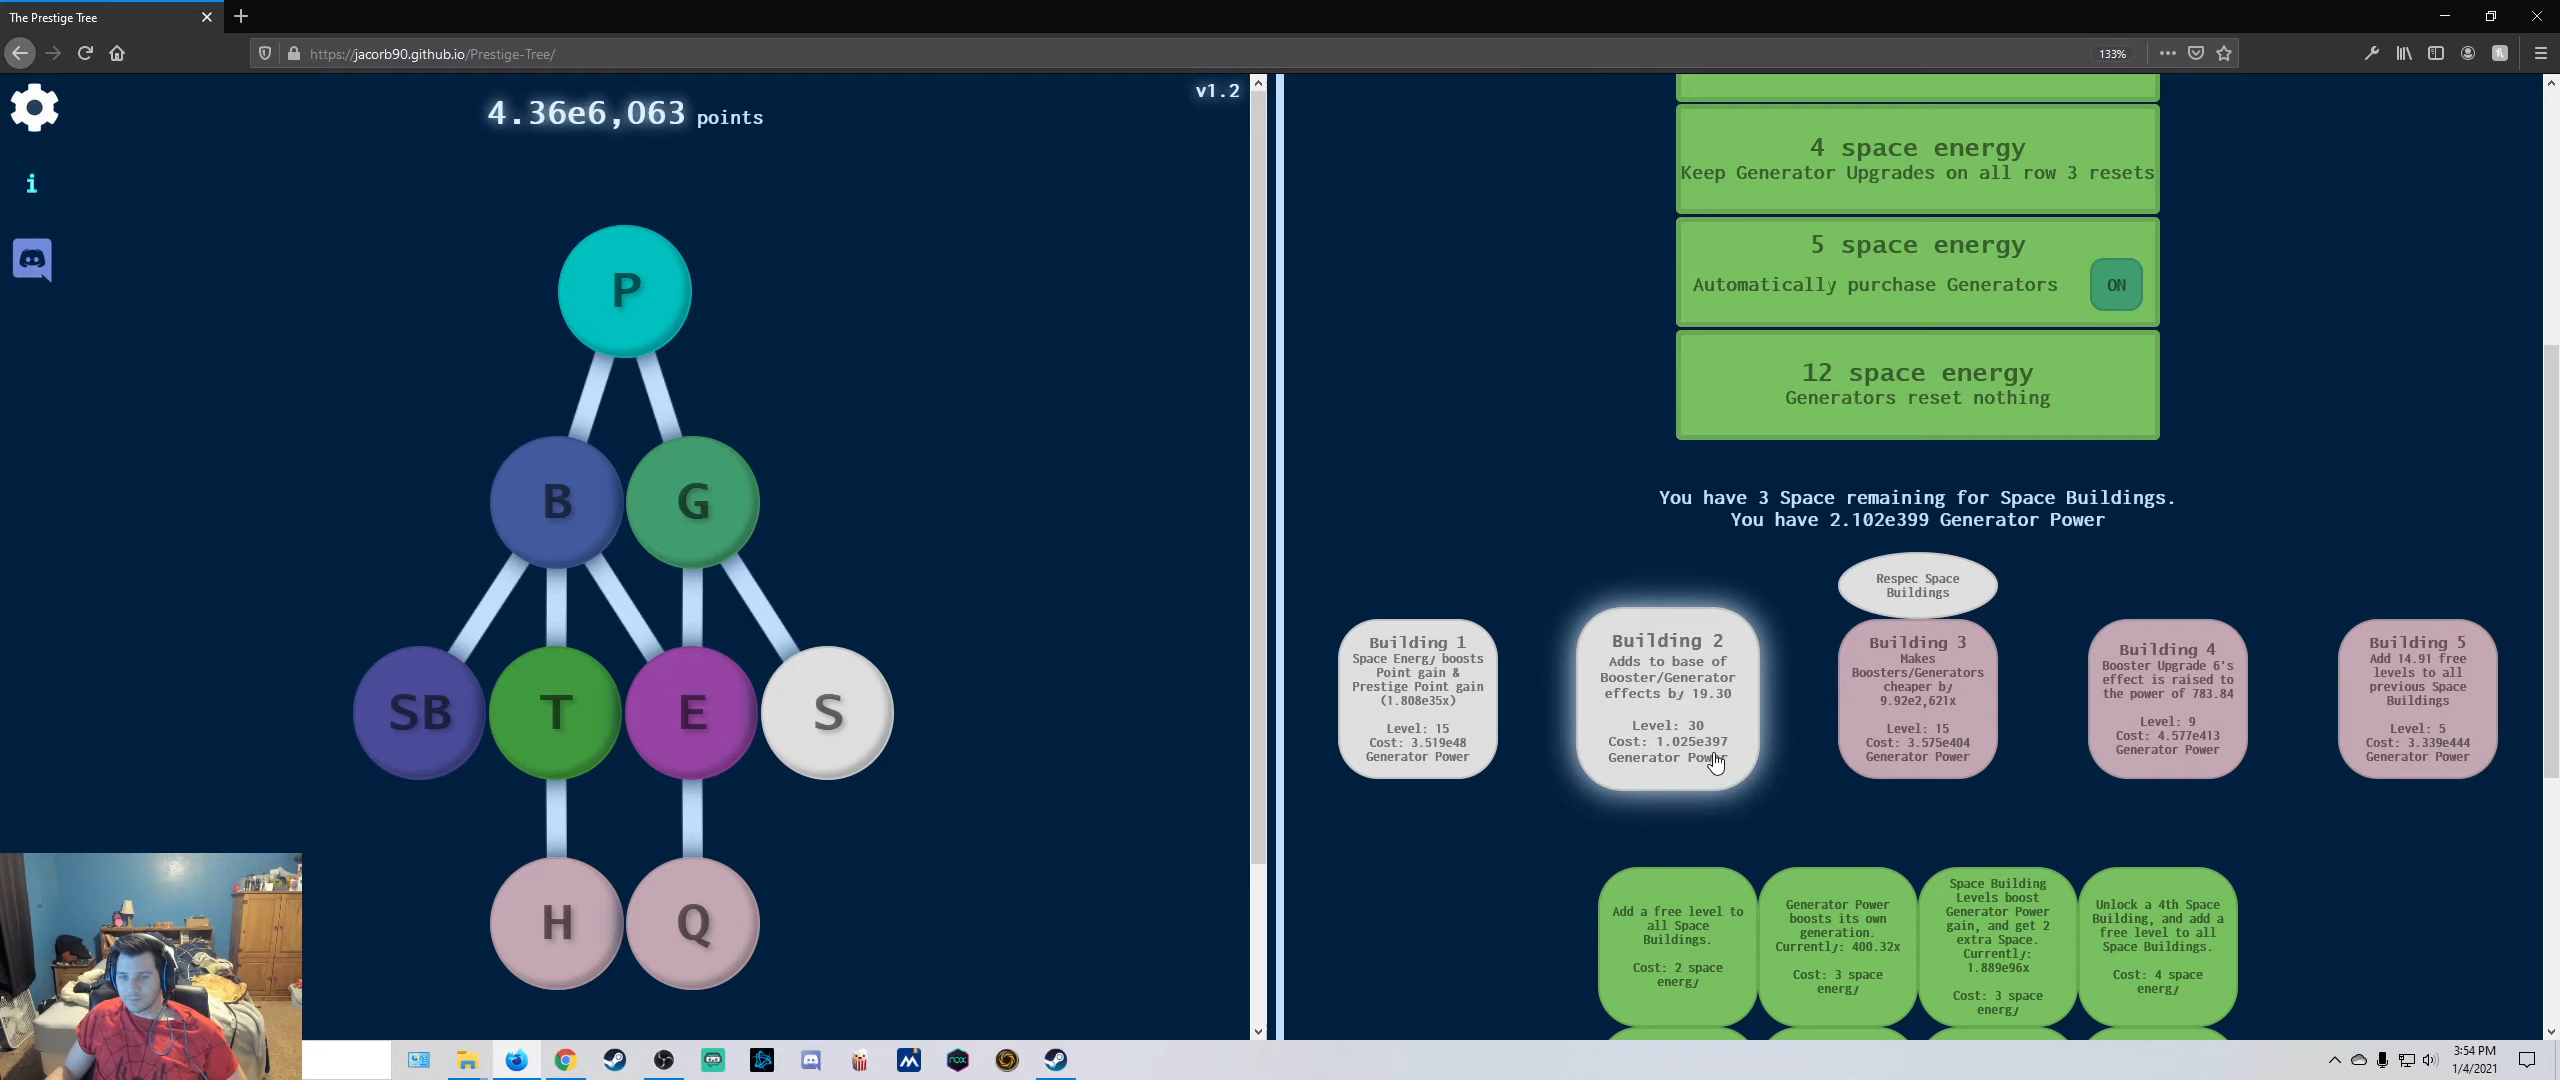 The Prestige Tree
https://jacorb90.github.io/Prestige-Tree/
133%
v1.2
4.36e6,063 points
i
P
B
G
SB
T
E
S
H
Q
4 space energy
Keep Generator Upgrades on all row 3 resets
5 space energy
Automatically purchase Generators
ON
12 space energy
Generators reset nothing
You have 3 Space remaining for Space Buildings.
You have 2.102e399 Generator Power
Respec Space
Buildings
Building 1
Space Energy boosts
Point gain &
Prestige Point gain
(1.808e35x)
Level: 15
Cost: 3.519e48
Generator Power
Building 2
Adds to base of
Booster/Generator
effects by 19.30
Level: 30
Cost: 1.025e397
Generator Power
Building 3
Makes
Boosters/Generators
cheaper by
9.92e2,621x
Level: 15
Cost: 3.575e404
Generator Power
Building 4
Booster Upgrade 6's
effect is raised to
the power of 783.84
Level: 9
Cost: 4.577e413
Generator Power
Building 5
Add 14.91 free
levels to all
previous Space
Buildings
Level: 5
Cost: 3.339e444
Generator Power
Add a free level to
all Space
Buildings.
Cost: 2 space
energy
Generator Power
boosts its own
generation.
Currently: 400.32x
Cost: 3 space
energy
Space Building
Levels boost
Generator Power
gain, and get 2
extra Space.
Currently:
1.889e96x
Cost: 3 space
energy
Unlock a 4th Space
Building, and add a
free level to all
Space Buildings.
Cost: 4 space
energy
nox
3:54 PM
1/4/2021